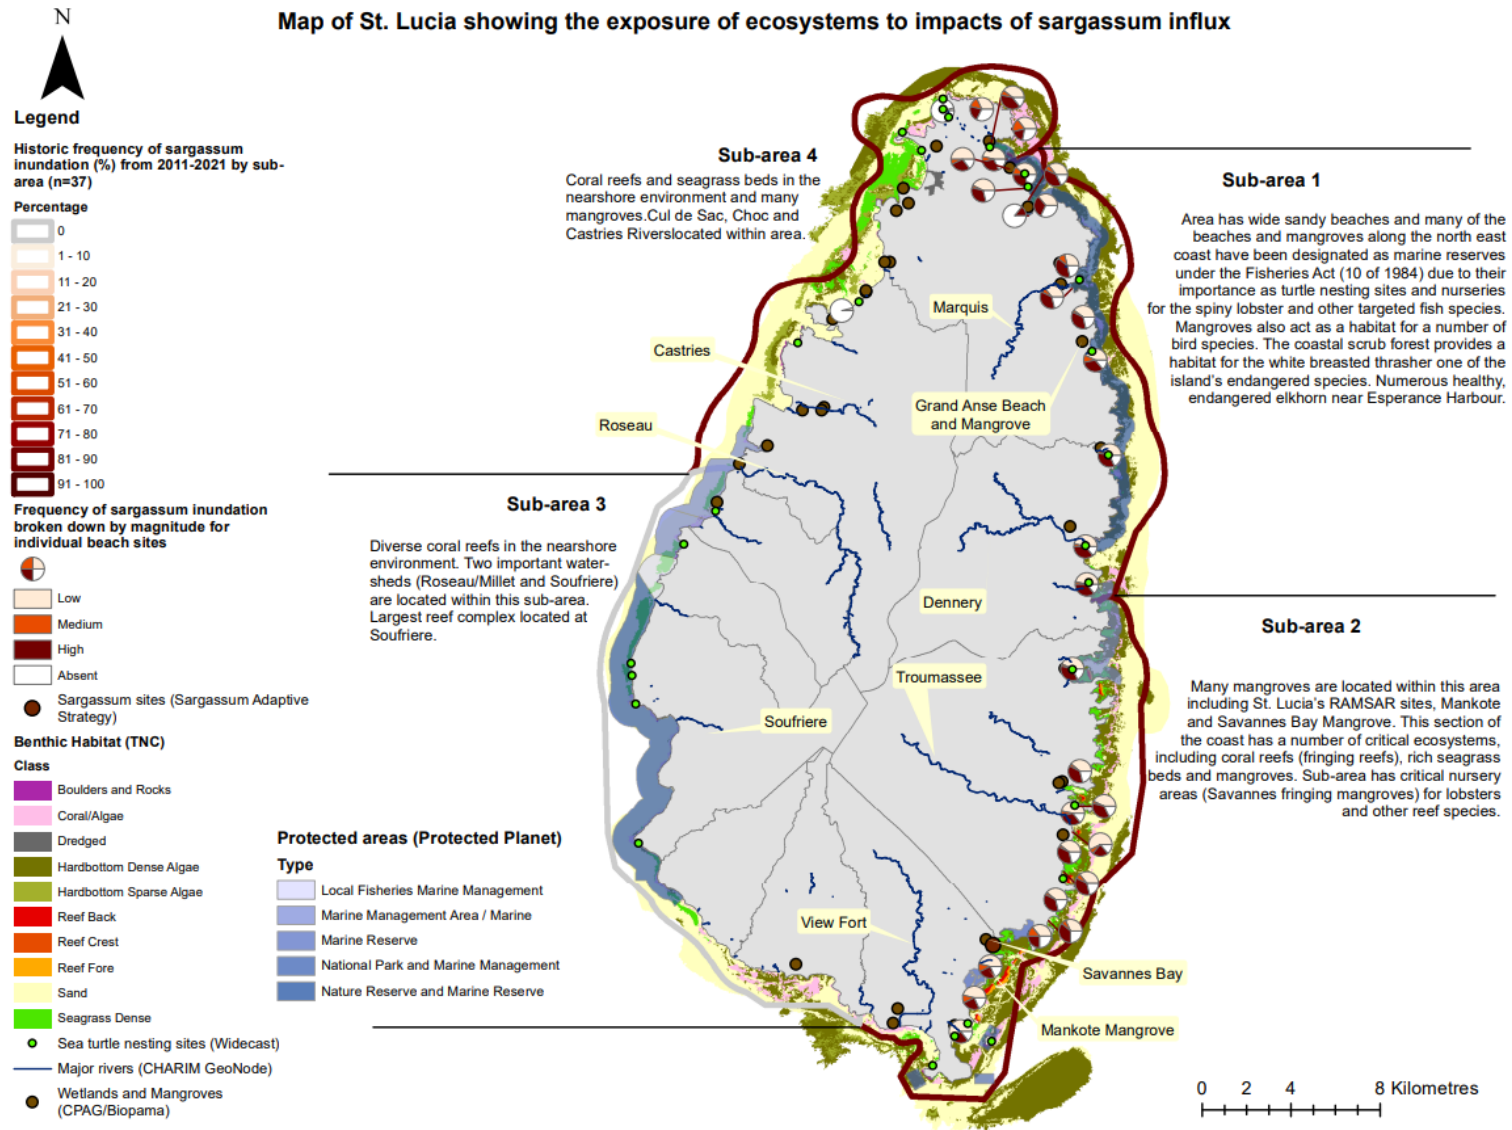 Map of St. Lucia showing the exposure of ecosystems to impacts of sargassum influx
N
Legend
Historic frequency of sargassum
inundation (%) from 2011-2021 by sub-
area (n=37)
Percentage
0
1 - 10
11 - 20
21 - 30
31 - 40
41 - 50
51 - 60
61 - 70
71 - 80
81 - 90
91 - 100
Frequency of sargassum inundation
broken down by magnitude for
individual beach sites
Low
Medium
High
Absent
Sargassum sites (Sargassum Adaptive
Strategy)
Benthic Habitat (TNC)
Class
Boulders and Rocks
Coral/Algae
Dredged
Hardbottom Dense Algae
Hardbottom Sparse Algae
Reef Back
Reef Crest
Reef Fore
Sand
Seagrass Dense
Sea turtle nesting sites (Widecast)
Major rivers (CHARIM GeoNode)
Wetlands and Mangroves
(CPAG/Biopama)
Protected areas (Protected Planet)
Type
Local Fisheries Marine Management
Marine Management Area / Marine
Marine Reserve
National Park and Marine Management
Nature Reserve and Marine Reserve
Sub-area 4
Coral reefs and seagrass beds in the
nearshore environment and many
mangroves.Cul de Sac, Choc and
Castries Riverslocated within area.
Sub-area 3
Diverse coral reefs in the nearshore
environment. Two important water-
sheds (Roseau/Millet and Soufriere)
are located within this sub-area.
Largest reef complex located at
Soufriere.
Sub-area 1
Area has wide sandy beaches and many of the
beaches and mangroves along the north east
coast have been designated as marine reserves
under the Fisheries Act (10 of 1984) due to their
importance as turtle nesting sites and nurseries
for the spiny lobster and other targeted fish species.
Mangroves also act as a habitat for a number of
bird species. The coastal scrub forest provides a
habitat for the white breasted thrasher one of the
island's endangered species. Numerous healthy,
endangered elkhorn near Esperance Harbour.
Sub-area 2
Many mangroves are located within this area
including St. Lucia's RAMSAR sites, Mankote
and Savannes Bay Mangrove. This section of
the coast has a number of critical ecosystems,
including coral reefs (fringing reefs), rich seagrass
beds and mangroves. Sub-area has critical nursery
areas (Savannes fringing mangroves) for lobsters
and other reef species.
Marquis
Castries
Grand Anse Beach
and Mangrove
Roseau
Dennery
Troumassee
Soufriere
View Fort
Savannes Bay
Mankote Mangrove
0 2 4 8 Kilometres